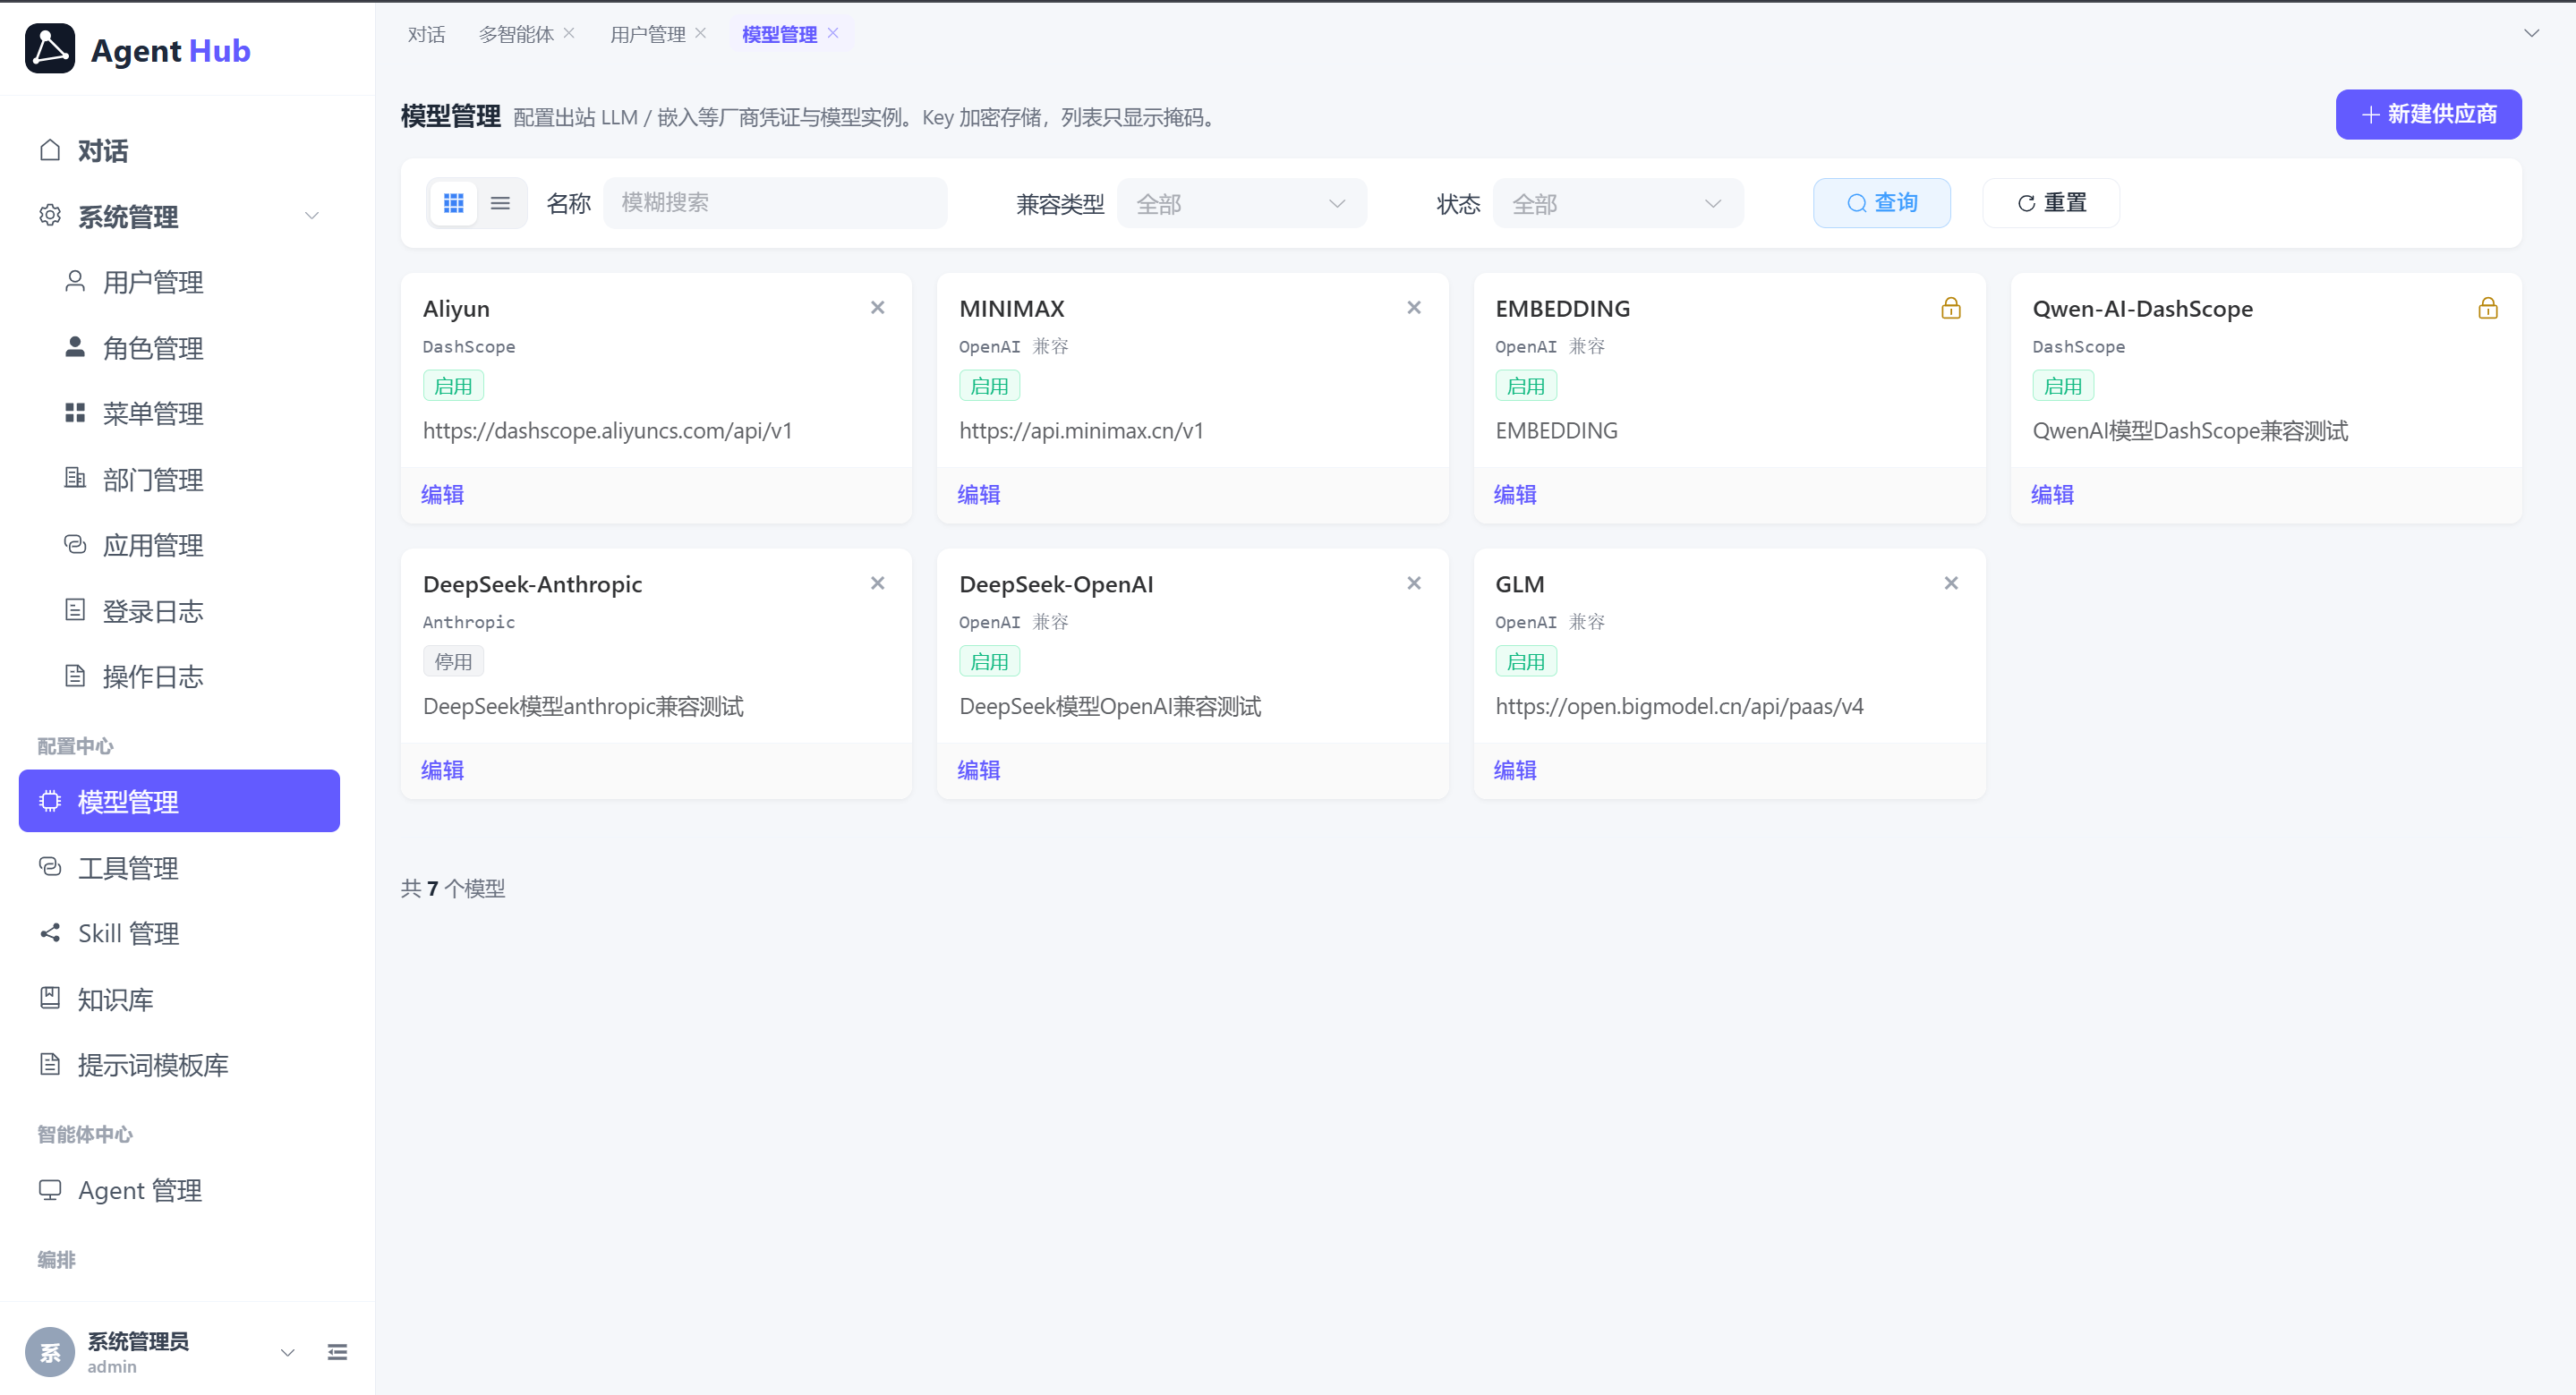 Agent Hub
对话
系统管理
用户管理
角色管理
菜单管理
部门管理
应用管理
登录日志
操作日志
配置中心
模型管理
工具管理
Skill 管理
知识库
提示词模板库
智能体中心
Agent 管理
编排
系
系统管理员
admin
对话 多智能体 用户管理 模型管理
模型管理 配置出站 LLM / 嵌入等厂商凭证与模型实例。Key 加密存储，列表只显示掩码。
新建供应商
名称 模糊搜索 兼容类型 全部 状态 全部 查询 重置
Aliyun
DashScope
启用
https://dashscope.aliyuncs.com/api/v1
编辑
MINIMAX
OpenAI 兼容
启用
https://api.minimax.cn/v1
编辑
EMBEDDING
OpenAI 兼容
启用
EMBEDDING
编辑
Qwen-AI-DashScope
DashScope
启用
QwenAI模型DashScope兼容测试
编辑
DeepSeek-Anthropic
Anthropic
停用
DeepSeek模型anthropic兼容测试
编辑
DeepSeek-OpenAI
OpenAI 兼容
启用
DeepSeek模型OpenAI兼容测试
编辑
GLM
OpenAI 兼容
启用
https://open.bigmodel.cn/api/paas/v4
编辑
共 7 个模型